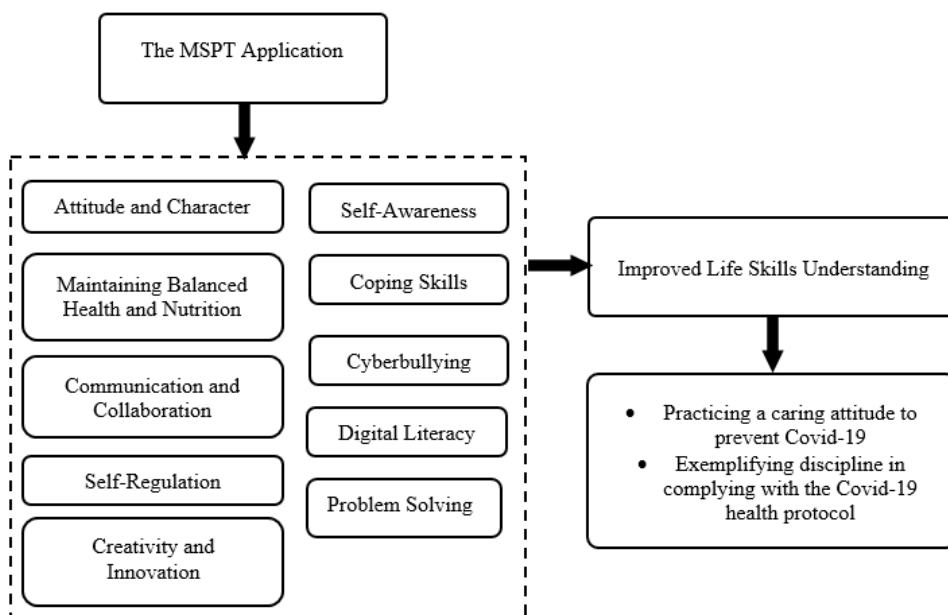 The MSPT Application
Attitude and Character
Maintaining Balanced
Health and Nutrition
Communication and
Collaboration
Self-Regulation
Creativity and
Innovation
Self-Awareness
Coping Skills
Cyberbullying
Digital Literacy
Problem Solving
Improved Life Skills Understanding
• Practicing a caring attitude to
prevent Covid-19
• Exemplifying discipline in
complying with the Covid-19
health protocol